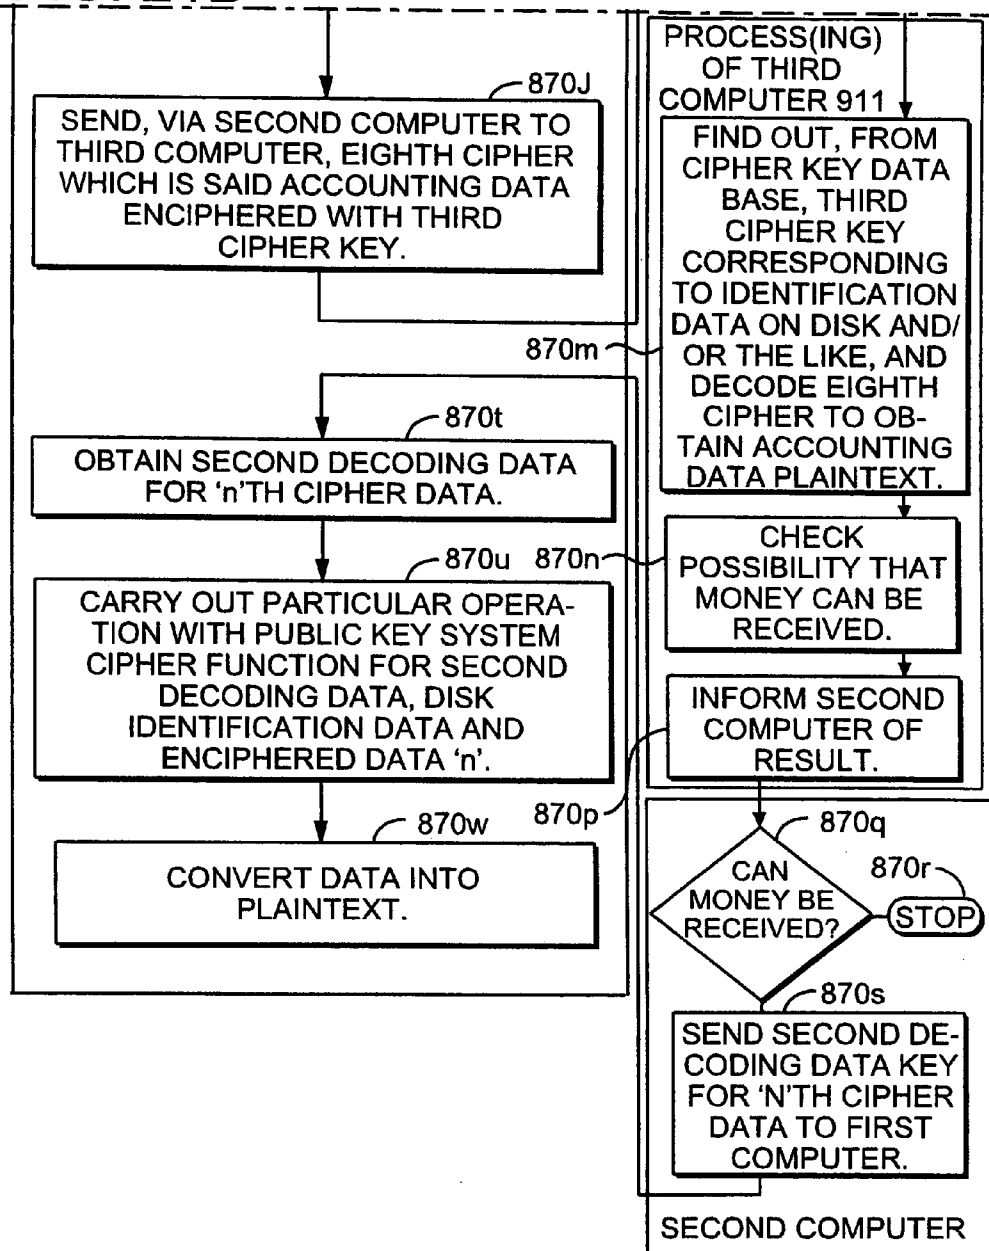 870J
SEND, VIA SECOND COMPUTER TO
THIRD COMPUTER, EIGHTH CIPHER
WHICH IS SAID ACCOUNTING DATA
ENCIPHERED WITH THIRD
CIPHER KEY.
870t
OBTAIN SECOND DECODING DATA
FOR 'n'TH CIPHER DATA.
870u
CARRY OUT PARTICULAR OPERA-
TION WITH PUBLIC KEY SYSTEM
CIPHER FUNCTION FOR SECOND
DECODING DATA, DISK
IDENTIFICATION DATA AND
ENCIPHERED DATA 'n'.
870w
CONVERT DATA INTO
PLAINTEXT.
PROCESS(ING)
OF THIRD
COMPUTER 911
870m
FIND OUT, FROM
CIPHER KEY DATA
BASE, THIRD
CIPHER KEY
CORRESPONDING
TO IDENTIFICATION
DATA ON DISK AND/
OR THE LIKE, AND
DECODE EIGHTH
CIPHER TO OB-
TAIN ACCOUNTING
DATA PLAINTEXT.
870n
CHECK
POSSIBILITY THAT
MONEY CAN BE
RECEIVED.
870p
INFORM SECOND
COMPUTER OF
RESULT.
870q
CAN
MONEY BE
RECEIVED?
870r
STOP
870s
SEND SECOND DE-
CODING DATA KEY
FOR 'N'TH CIPHER
DATA TO FIRST
COMPUTER.
SECOND COMPUTER